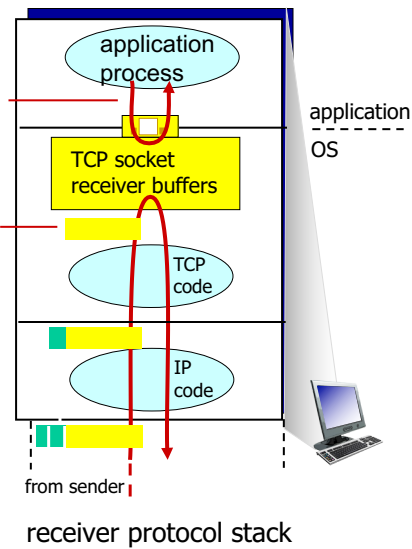 application
process
application
OS
TCP socket
receiver buffers
TCP
code
IP
code
from sender
receiver protocol stack